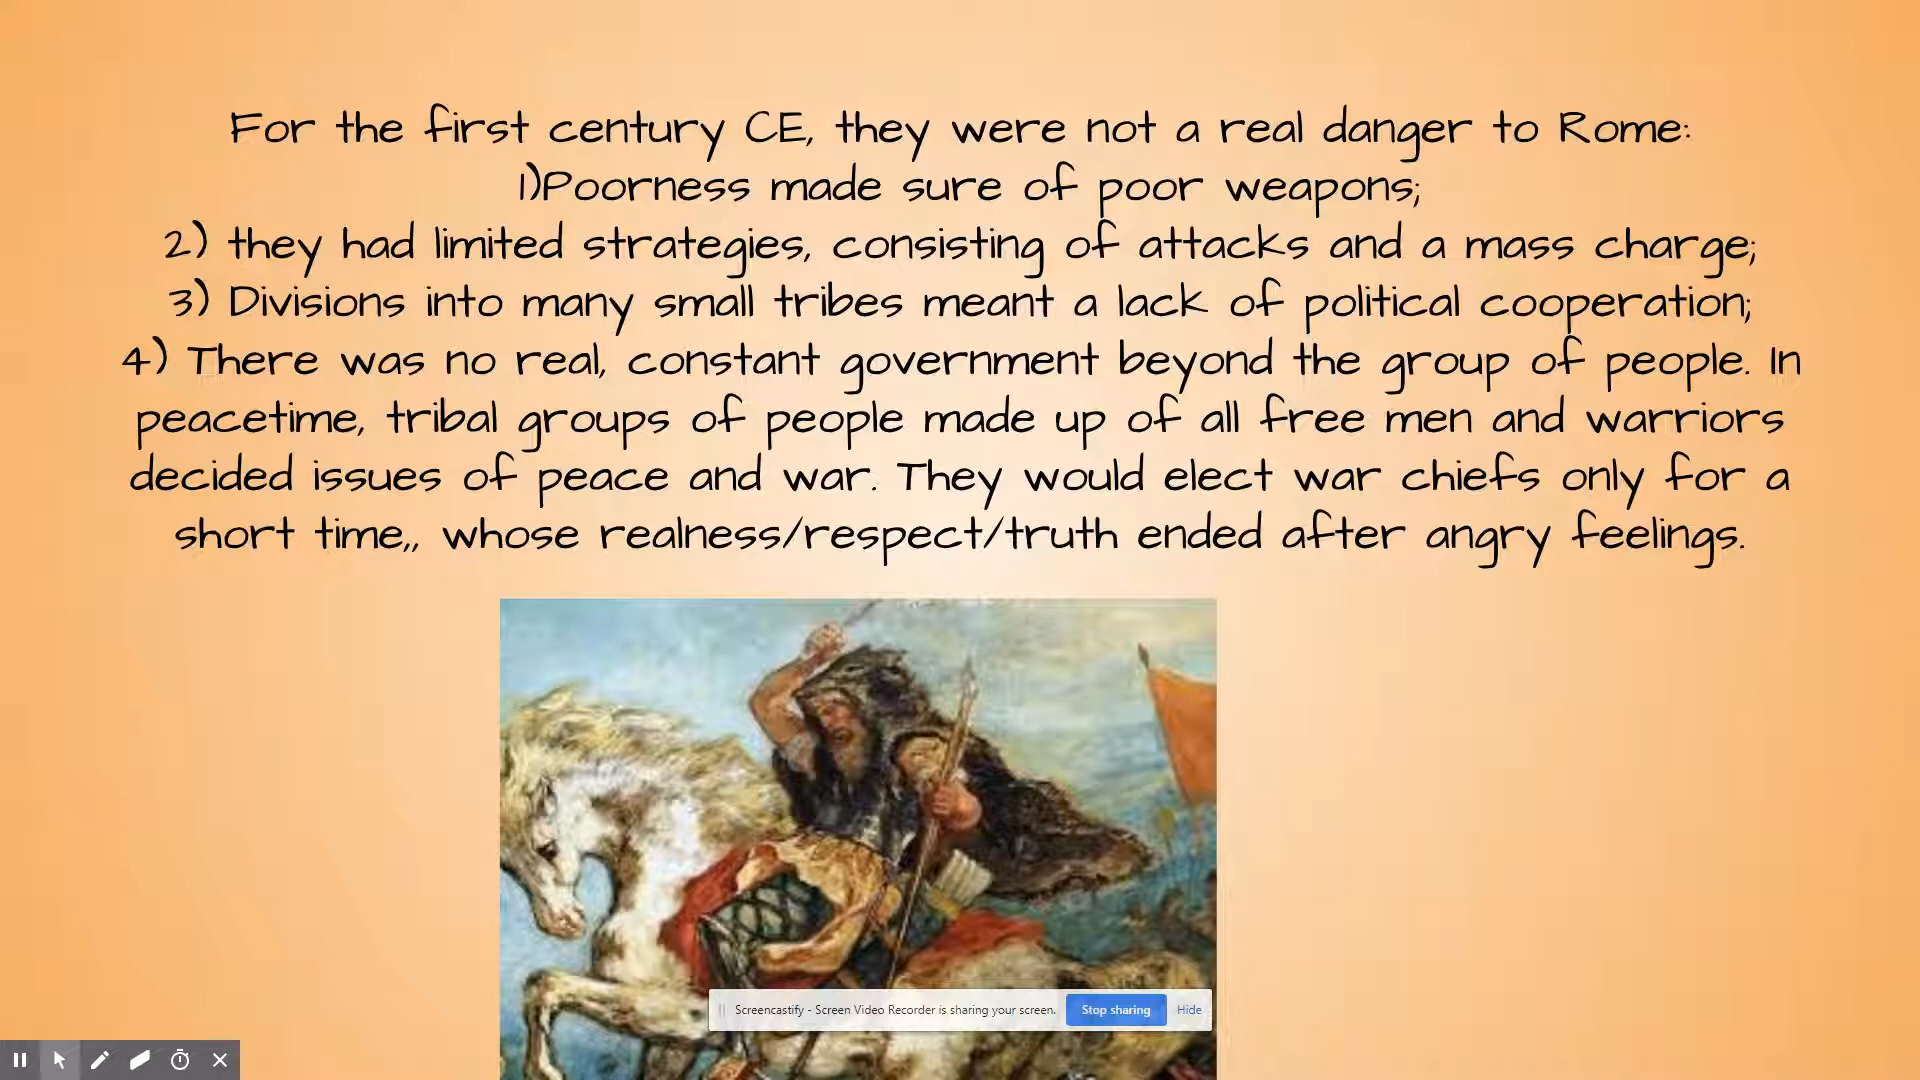 For the first century CE, they were not a real danger to Rome:
1)Poorness made sure of poor weapons;
2) they had limited strategies, consisting of attacks and a mass charge;
3) Divisions into many small tribes meant a lack of political cooperation;
4) There was no real, constant government beyond the group of people. In
peacetime, tribal groups of people made up of all free men and warriors
decided issues of peace and war. They would elect war chiefs only for a
short time,, whose realness/respect/truth ended after angry feelings.
Screencastify - Screen Video Recorder is sharing your screen. Stop sharing Hide